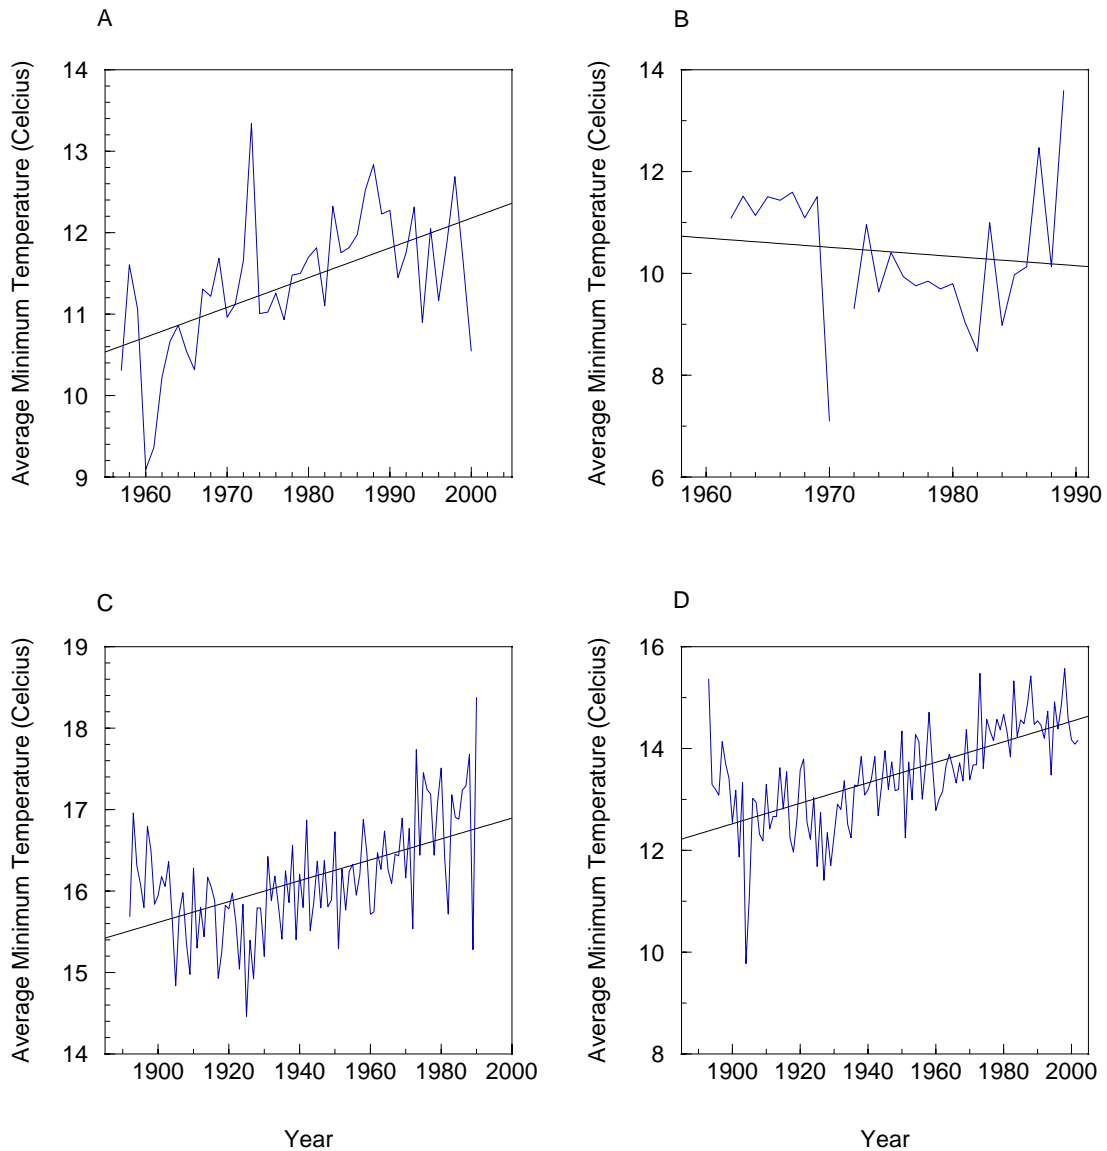 A
Average Minimum Temperature (Celcius)
14
13
12
11
10
9
1960 1970 1980 1990 2000
B
Average Minimum Temperature (Celcius)
14
12
10
8
6
1960 1970 1980 1990
C
Average Minimum Temperature (Celcius)
19
18
17
16
15
14
1900 1920 1940 1960 1980 2000
Year
D
Average Minimum Temperature (Celcius)
16
14
12
10
8
1900 1920 1940 1960 1980 2000
Year